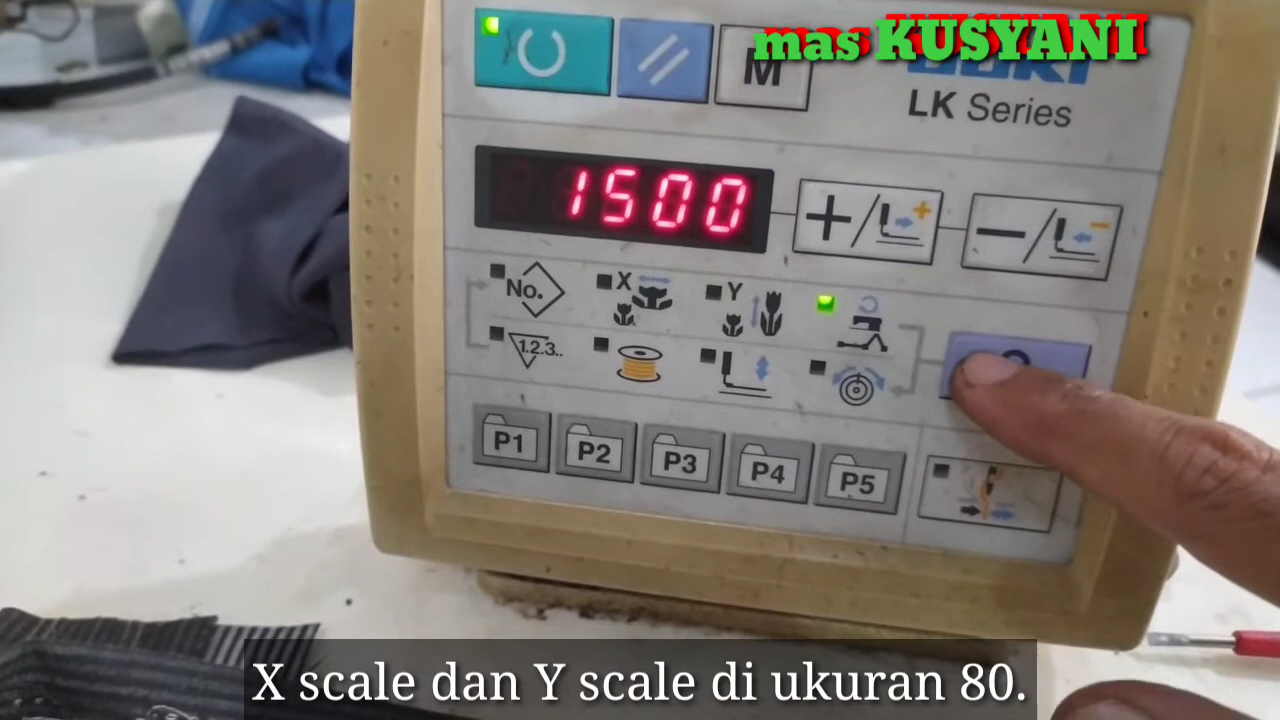 mas KUSYANI
M
LK Series
1500
No.
X
Y
1.2.3..
P1
P2
P3
P4
P5
X scale dan Y scale di ukuran 80.